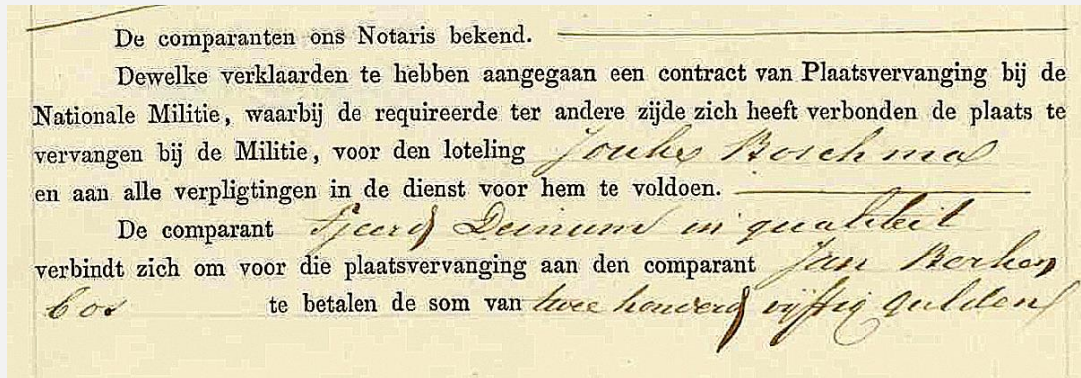 De comparanten ons Notaris bekend.
Dewelke verklaarden te hebben aangegaan een contract van Plaatsvervanging bij de
Nationale Militie, waarbij de requireerde ter andere zijde zich heeft verbonden de plaats te
vervangen bij de Militie, voor den loteling Jouke Boschma
en aan alle verpligtingen in de dienst voor hem te voldoen.
De comparant Tjeerd Deinum in qualiteit
verbindt zich om voor die plaatsvervanging aan den comparant Jan Berken
bos te betalen de som van twee honderd vijftig gulden